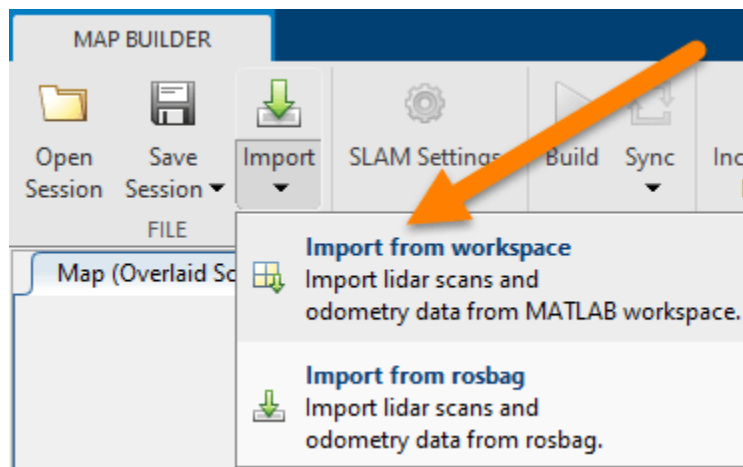 MAP BUILDER
Open Session
Save Session
Import
SLAM Settings
Build
Sync
FILE
Map (Overlaid
Import from workspace
Import lidar scans and
odometry data from MATLAB workspace.
Import from rosbag
Import lidar scans and
odometry data from rosbag.